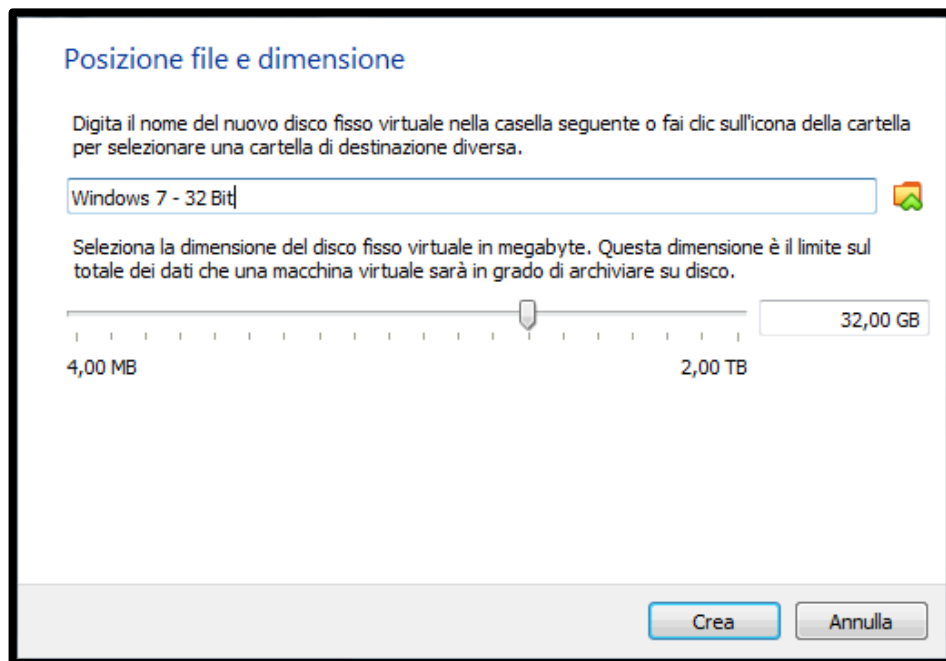 Posizione file e dimensione
Digita il nome del nuovo disco fisso virtuale nella casella seguente o fai clic sull'icona della cartella
per selezionare una cartella di destinazione diversa.
Windows 7 - 32 Bit
Seleziona la dimensione del disco fisso virtuale in megabyte. Questa dimensione è il limite sul
totale dei dati che una macchina virtuale sarà in grado di archiviare su disco.
32,00 GB
4,00 MB 2,00 TB
Crea Annulla